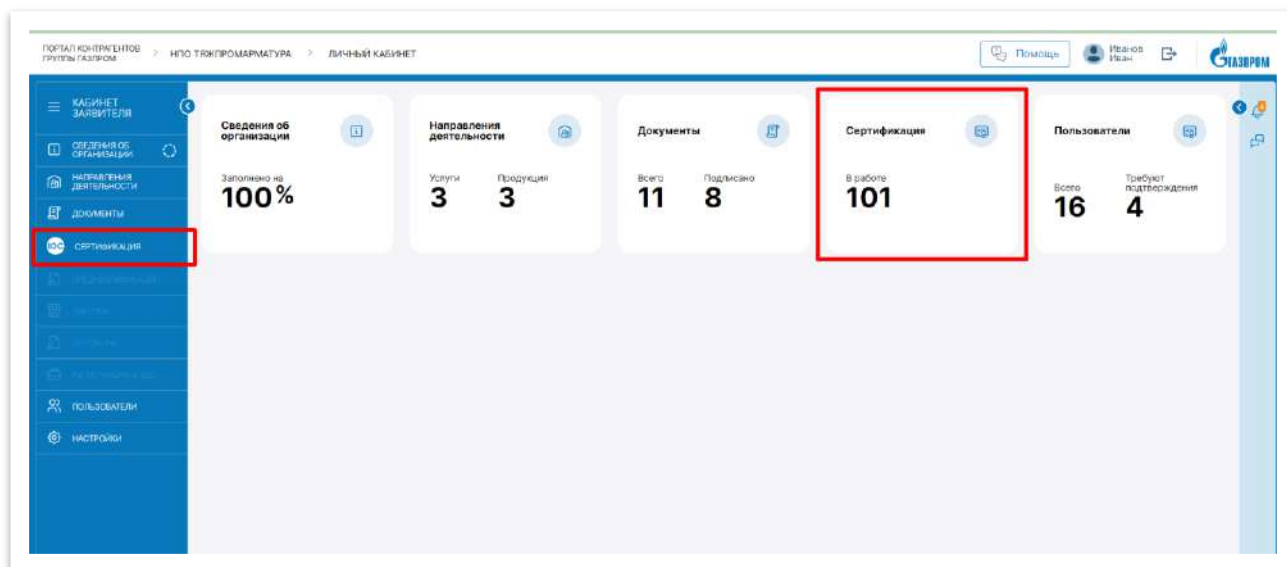 ПОРТАЛ КОНТРАГЕНТОВ
ГРУППЫ ГАЗПРОМ
> НПО ТЯЖПРОМАРМАТУРА > ЛИЧНЫЙ КАБИНЕТ
Помощь
Иванов
Иван
ГАЗПРОМ
КАБИНЕТ
ЗАЯВИТЕЛЯ
СВЕДЕНИЯ ОБ
ОРГАНИЗАЦИИ
НАПРАВЛЕНИЯ
ДЕЯТЕЛЬНОСТИ
ДОКУМЕНТЫ
СЕРТИФИКАЦИЯ
ПОЛЬЗОВАТЕЛИ
НАСТРОЙКИ
Сведения об
организации
Заполнено на
100%
Направления
деятельности
Услуги Продукция
3 3
Документы
Всего Подписано
11 8
Сертификация
В работе
101
Пользователи
Всего Требуют
подтверждения
16 4